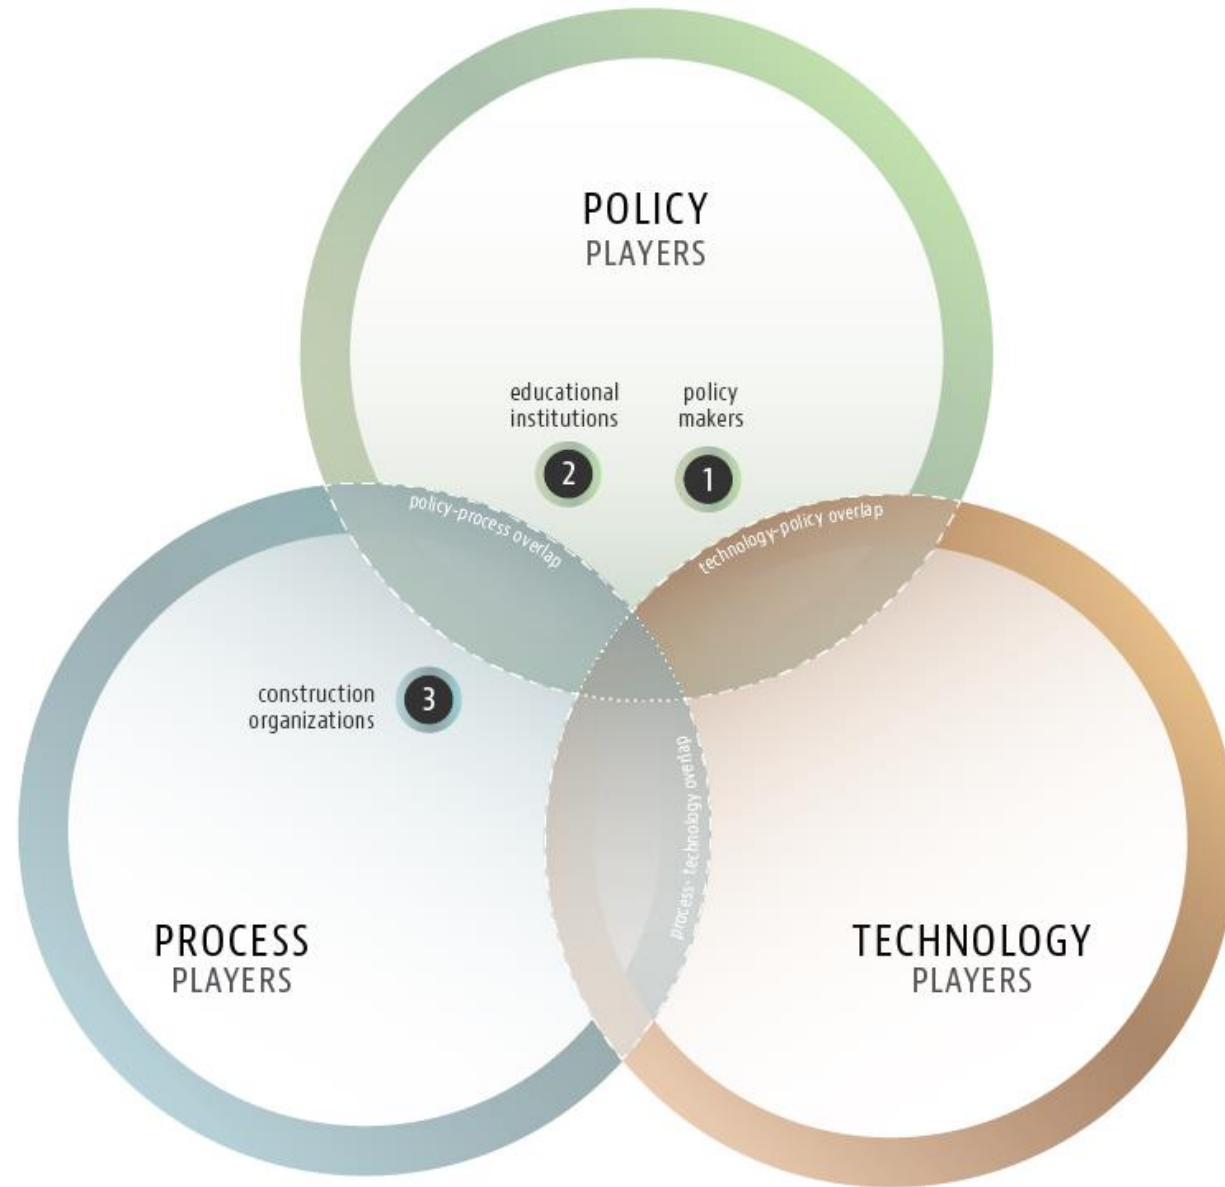 POLICY
PLAYERS
educational
institutions
policy
makers
2
1
policy-process overlap
technology-policy overlap
3
construction
organizations
process- technology overlap
PROCESS
PLAYERS
TECHNOLOGY
PLAYERS